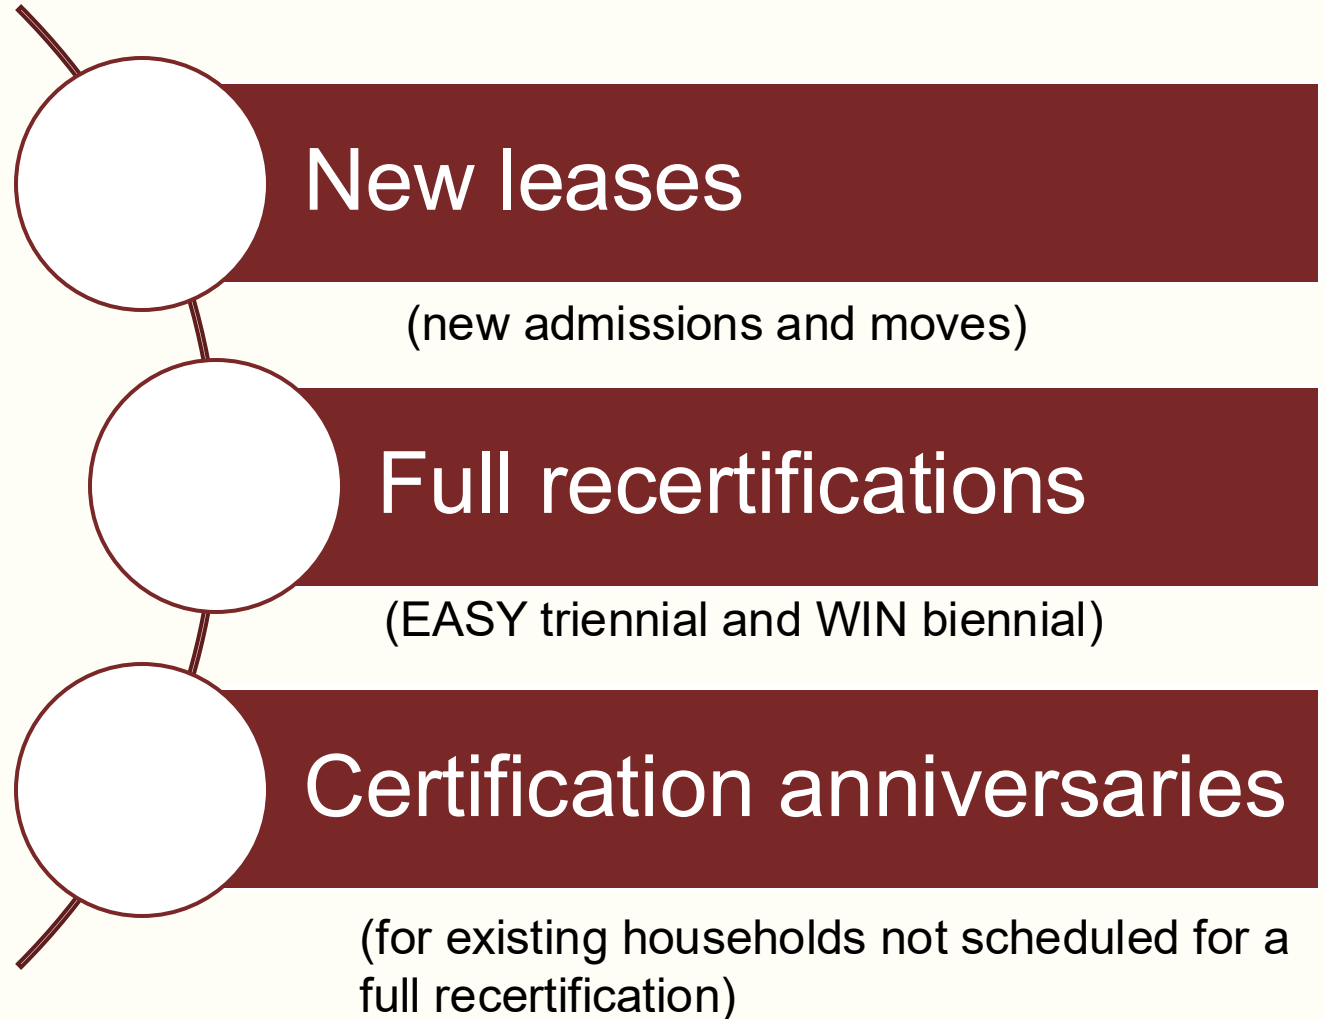 New leases
(new admissions and moves)
Full recertifications
(EASY triennial and WIN biennial)
Certification anniversaries
(for existing households not scheduled for a
full recertification)